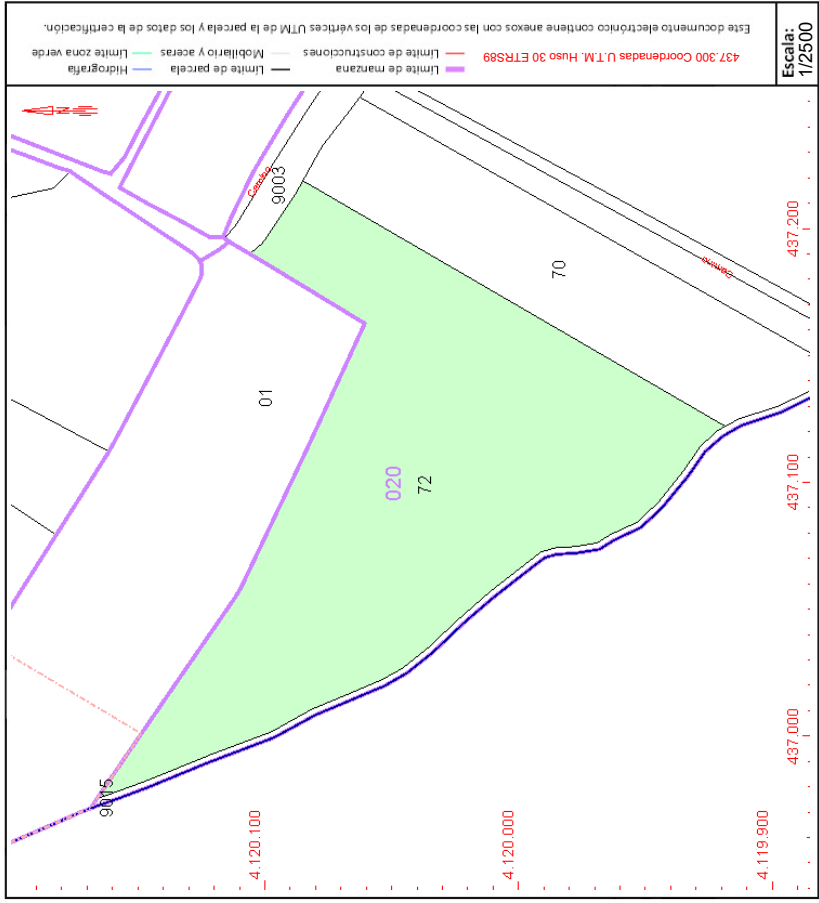 Este documento electrónico contiene anexos con las coordenadas de los vértices UTM de la parcela y los datos de la certificación.
437.300 Coordenadas U.T.M. Huso 30 ETRS89
Límite de manzana
Límite de parcela
Límite de construcciones
Mobiliario y aceras
Hidrografía
Límite zona verde
Escala:
1/2500
Camino
9003
70
Camino
01
020
72
9015
437.200
437.100
437.000
4.120.100
4.120.000
4.119.900